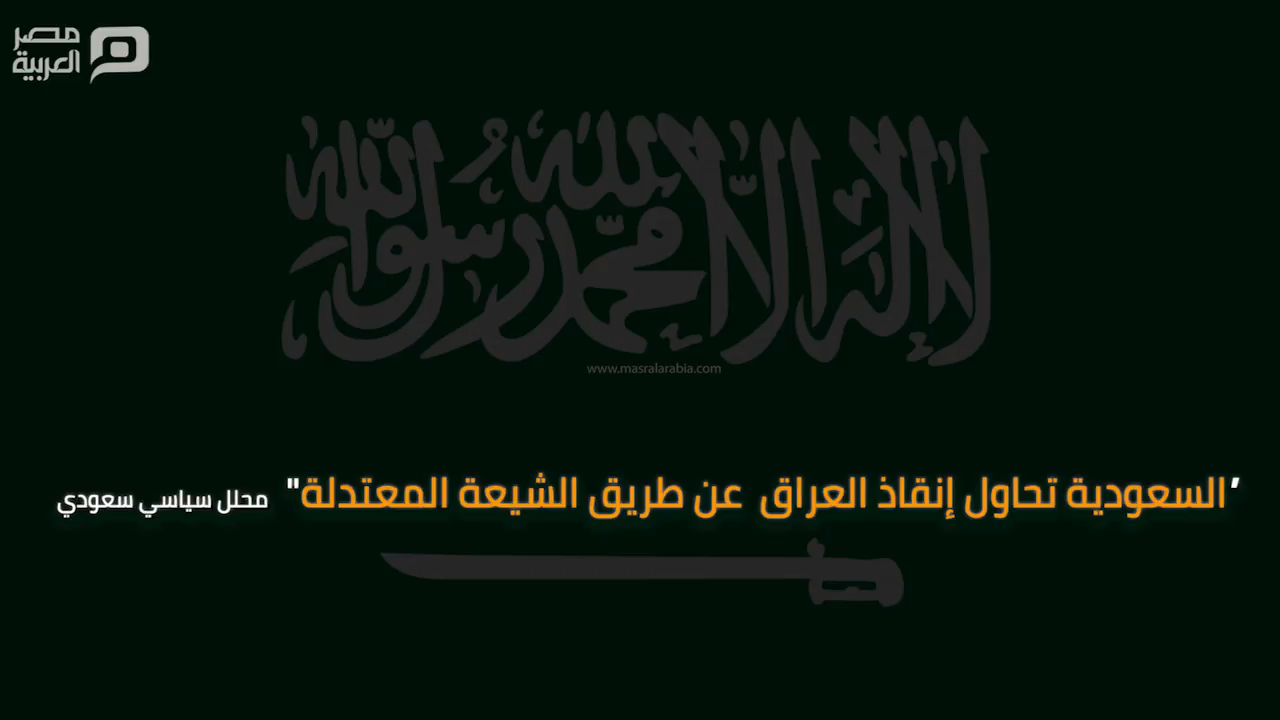 مصر
العربية
لا إله إلا الله محمد رسول الله
www.masralarabia.com
’السعودية تحاول إنقاذ العراق عن طريق الشيعة المعتدلة" محلل سياسي سعودي